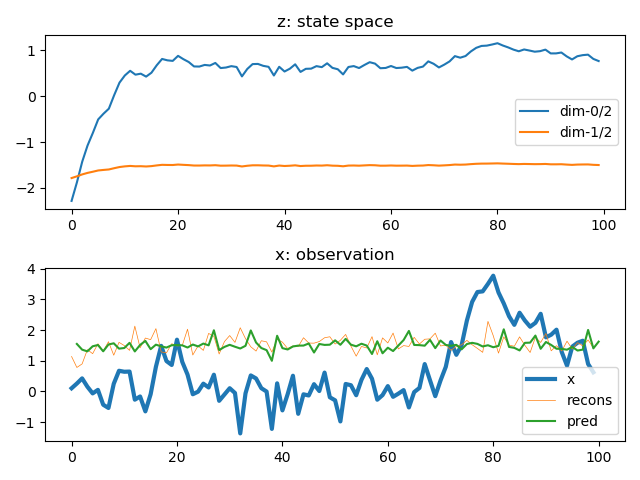 z: state space
1
0
−1
−2
dim-0/2
dim-1/2
0 20 40 60 80 100
x: observation
4
3
2
1
0
−1
x
recons
pred
0 20 40 60 80 100